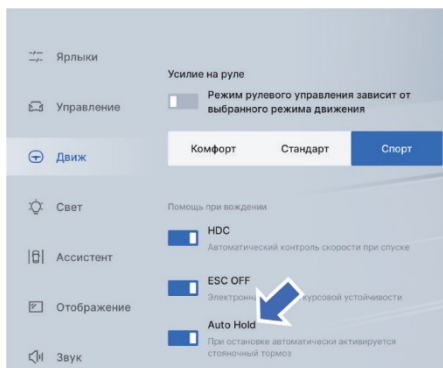 Ярлыки
Управление
Движ
Свет
Ассистент
Отображение
Звук
Усилие на руле
Режим рулевого управления зависит от
выбранного режима движения
Комфорт Стандарт Спорт
Помощь при вождении
HDC
Автоматический контроль скорости при спуске
ESC OFF
курсовой устойчивости
Auto Hold
При остановке автоматически активируется
стояночный тормоз